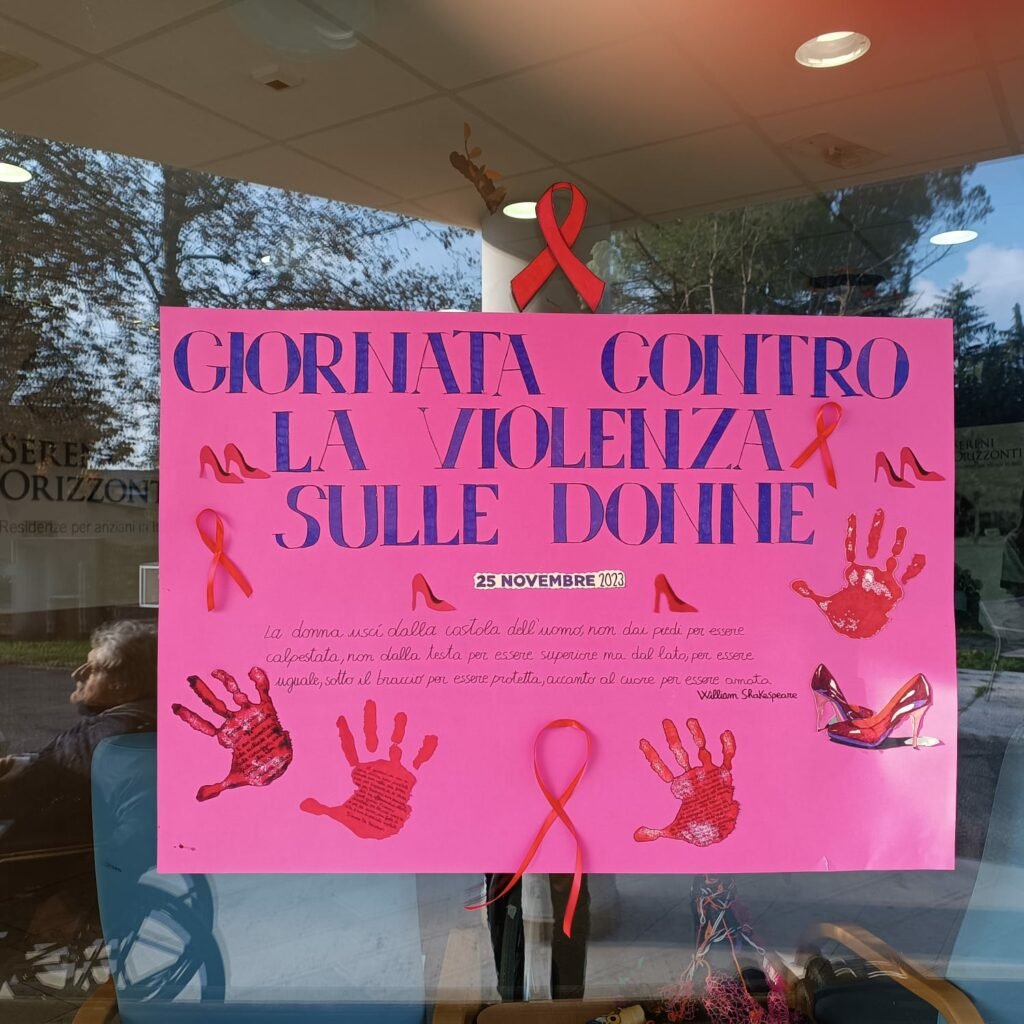 GIORNATA CONTRO
LA VIOLENZA
SULLE DONNE
25 NOVEMBRE 2023
La donna uscì dalla costola dell'uomo, non dai piedi per essere
calpestata, non dalla testa per essere superiore ma dal lato, per essere
uguale, sotto il braccio per essere protetta, accanto al cuore per essere amata
William Shakespeare
SERENI
ORIZZONTI
Residenze per anziani in
SERENI
ORIZZONTI